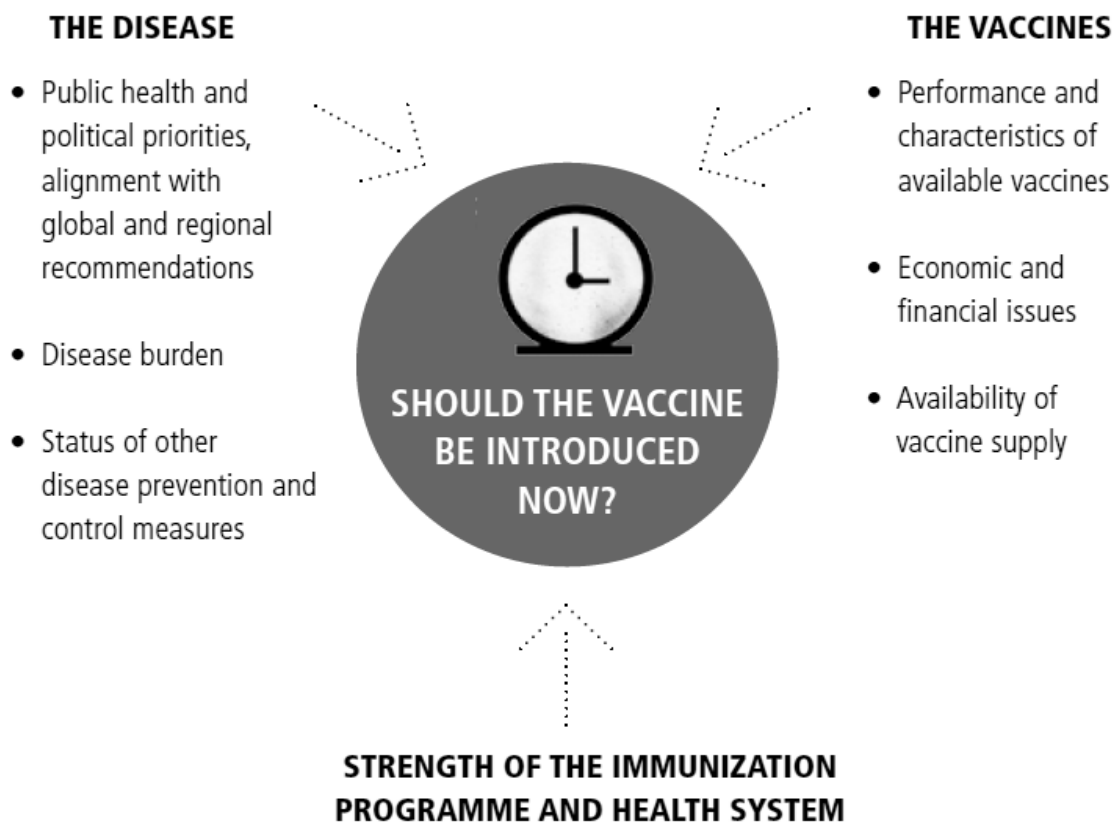 THE DISEASE
• Public health and
political priorities,
alignment with
global and regional
recommendations
• Disease burden
• Status of other
disease prevention and
control measures
THE VACCINES
• Performance and
characteristics of
available vaccines
• Economic and
financial issues
• Availability of
vaccine supply
SHOULD THE VACCINE
BE INTRODUCED
NOW?
STRENGTH OF THE IMMUNIZATION
PROGRAMME AND HEALTH SYSTEM